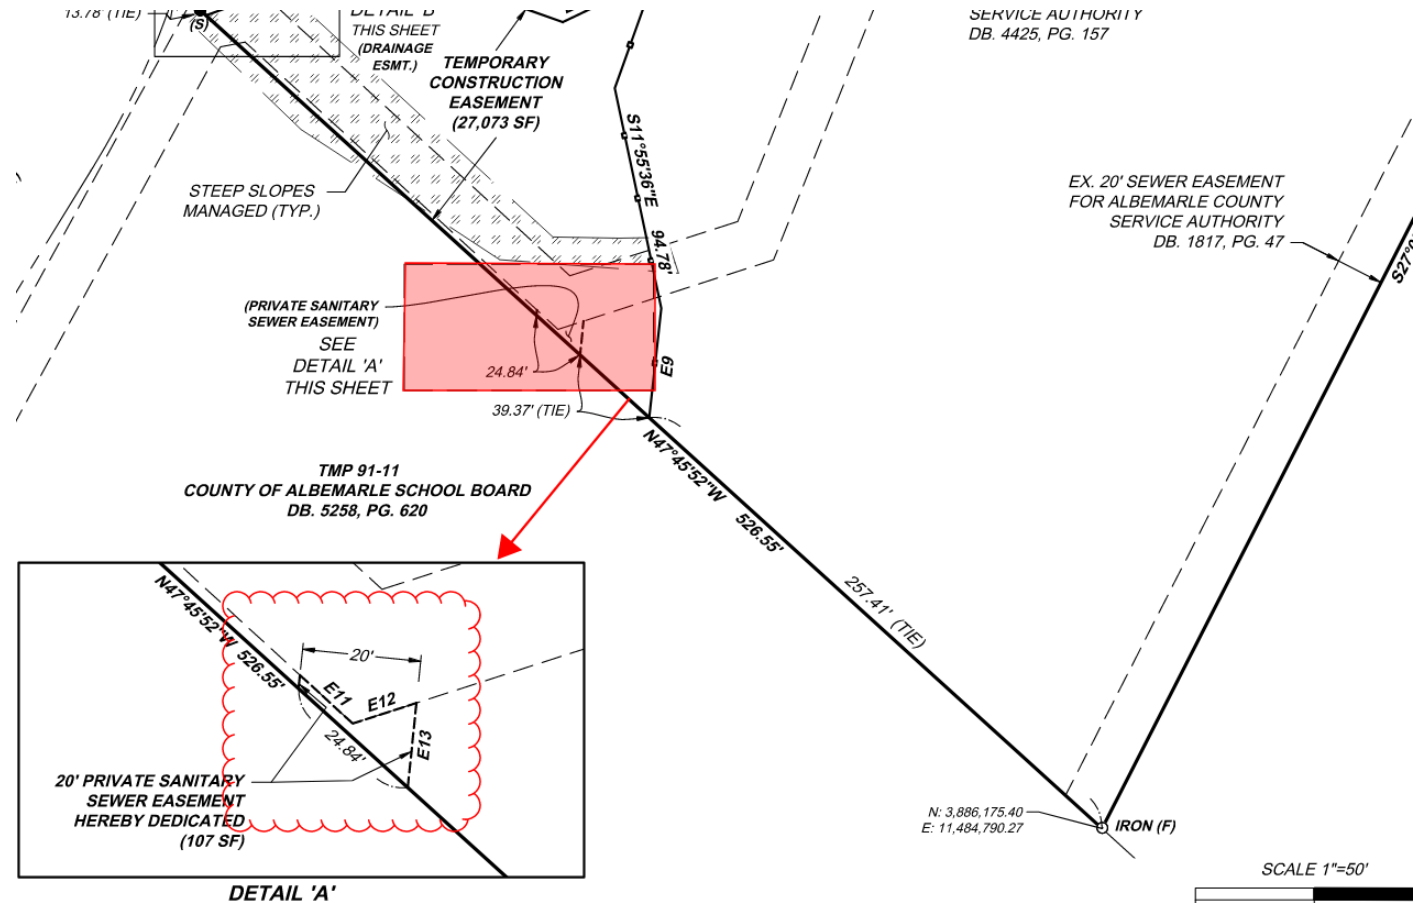 13.78' (TIE)
(S)
DETAIL 'B'
THIS SHEET
(DRAINAGE
ESMT.)
TEMPORARY
CONSTRUCTION
EASEMENT
(27,073 SF)
SERVICE AUTHORITY
DB. 4425, PG. 157
S11°55'36"E
94.78'
STEEP SLOPES
MANAGED (TYP.)
EX. 20' SEWER EASEMENT
FOR ALBEMARLE COUNTY
SERVICE AUTHORITY
DB. 1817, PG. 47
(PRIVATE SANITARY
SEWER EASEMENT)
SEE
DETAIL 'A'
THIS SHEET
24.84'
E9
39.37' (TIE)
N47°45'52"W
526.55'
257.41' (TIE)
TMP 91-11
COUNTY OF ALBEMARLE SCHOOL BOARD
DB. 5258, PG. 620
N47°45'52"W 526.55'
20'
E11
E12
E13
24.84'
20' PRIVATE SANITARY
SEWER EASEMENT
HEREBY DEDICATED
(107 SF)
DETAIL 'A'
N: 3,886,175.40
E: 11,484,790.27
IRON (F)
SCALE 1"=50'